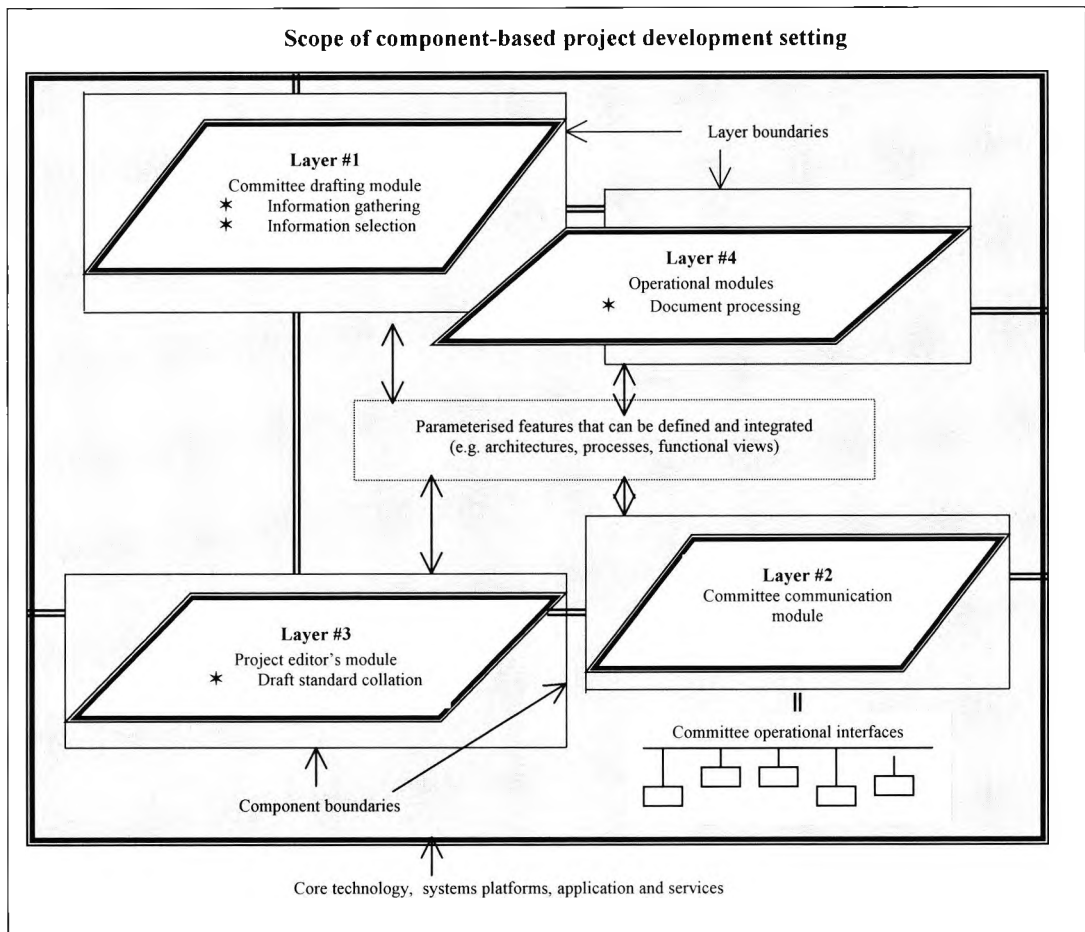 Scope of component-based project development setting
Layer #1
Committee drafting module
✶ Information gathering
✶ Information selection
Layer boundaries
Layer #4
Operational modules
✶ Document processing
Parameterised features that can be defined and integrated
(e.g. architectures, processes, functional views)
Layer #3
Project editor's module
✶ Draft standard collation
Layer #2
Committee communication
module
Committee operational interfaces
Component boundaries
Core technology, systems platforms, application and services